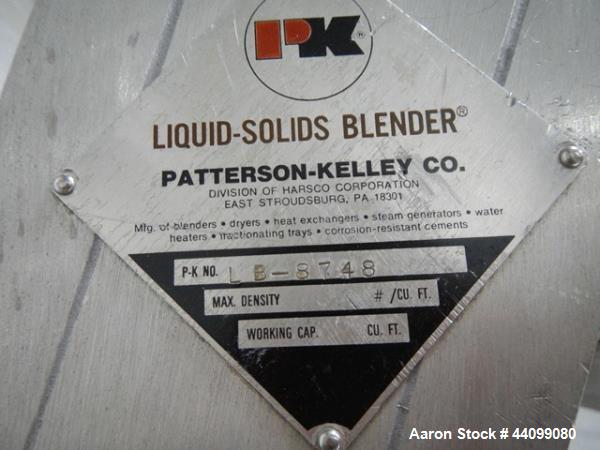 PK®
LIQUID-SOLIDS BLENDER®
PATTERSON-KELLEY CO.
DIVISION OF HARSCO CORPORATION
EAST STROUDSBURG, PA 18301
Mfg. of blenders • dryers • heat exchangers • steam generators • water
heaters • fractionating trays • corrosion-resistant cements
P-K NO. LB-8748
MAX. DENSITY # /CU. FT.
WORKING CAP. CU. FT.
Aaron Stock # 44099080